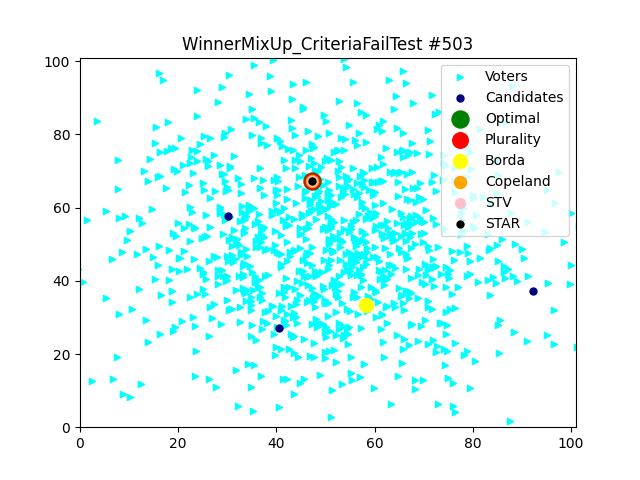 WinnerMixUp_CriteriaFailTest #503
100
80
60
40
20
0
0
20
40
60
80
100
Voters
Candidates
Optimal
Plurality
Borda
Copeland
STV
STAR